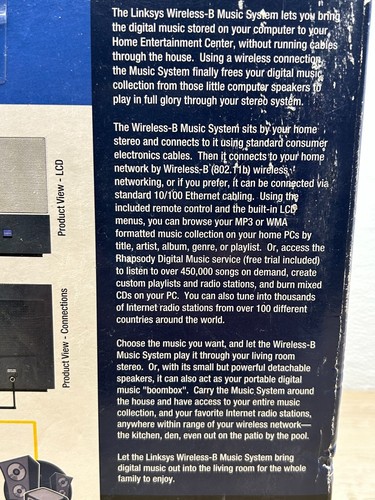 The Linksys Wireless-B Music System lets you bring
the digital music stored on your computer to your
Home Entertainment Center, without running cables
through the house. Using a wireless connection,
the Music System finally frees your digital music
collection from those little computer speakers to
play in full glory through your stereo system.
The Wireless-B Music System sits by your home
stereo and connects to it using standard consumer
electronics cables. Then it connects to your home
network by Wireless-B (802.11b) wireless
networking, or if you prefer, it can be connected via
standard 10/100 Ethernet cabling. Using the
included remote control and the built-in LCD
menus, you can browse your MP3 or WMA
formatted music collection on your home PCs by
title, artist, album, genre, or playlist. Or, access the
Rhapsody Digital Music service (free trial included)
to listen to over 450,000 songs on demand, create
custom playlists and radio stations, and burn mixed
CDs on your PC. You can also tune into thousands
of Internet radio stations from over 100 different
countries around the world.
Choose the music you want, and let the Wireless-B
Music System play it through your living room
stereo. Or, with its small but powerful detachable
speakers, it can also act as your portable digital
music "boombox". Carry the Music System around
the house and have access to your entire music
collection, and your favorite Internet radio stations,
anywhere within range of your wireless network—
the kitchen, den, even out on the patio by the pool.
Let the Linksys Wireless-B Music System bring
digital music out into the living room for the whole
family to enjoy.
Product View - LCD
Product View - Connections